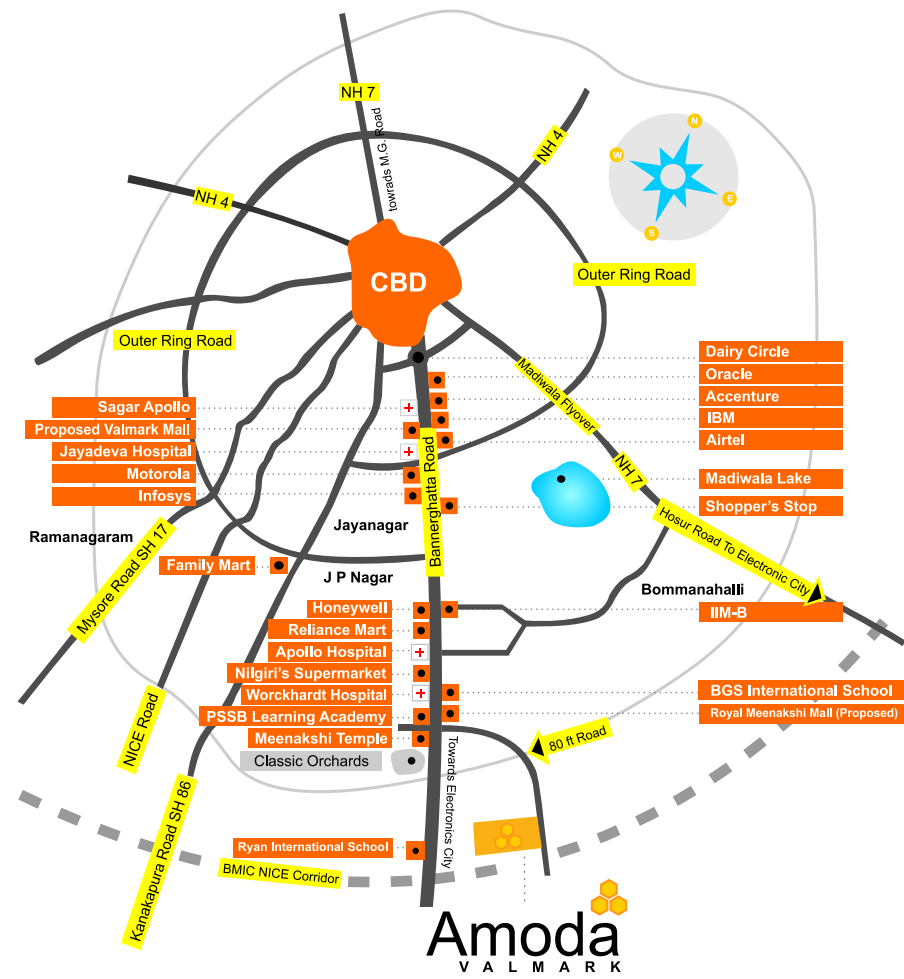 NH 7
towrads M.G. Road
NH 4
NH 4
N
W
E
S
CBD
Outer Ring Road
Outer Ring Road
Dairy Circle
Oracle
Accenture
IBM
Airtel
Madiwala Flyover
Sagar Apollo
Proposed Valmark Mall
Jayadeva Hospital
Motorola
Infosys
Bannerghatta Road
NH 7
Madiwala Lake
Shopper's Stop
Hosur Road To Electronic City
Jayanagar
Ramanagaram
Mysore Road SH 17
Family Mart
J P Nagar
Bommanahalli
Honeywell
IIM-B
Reliance Mart
Apollo Hospital
Nilgiri's Supermarket
Worckhardt Hospital
PSSB Learning Academy
Meenakshi Temple
Classic Orchards
BGS International School
Royal Meenakshi Mall (Proposed)
NICE Road
80 ft Road
Kanakapura Road SH 86
Towards Electronics City
Ryan International School
BMIC NICE Corridor
Amoda
VALMARK